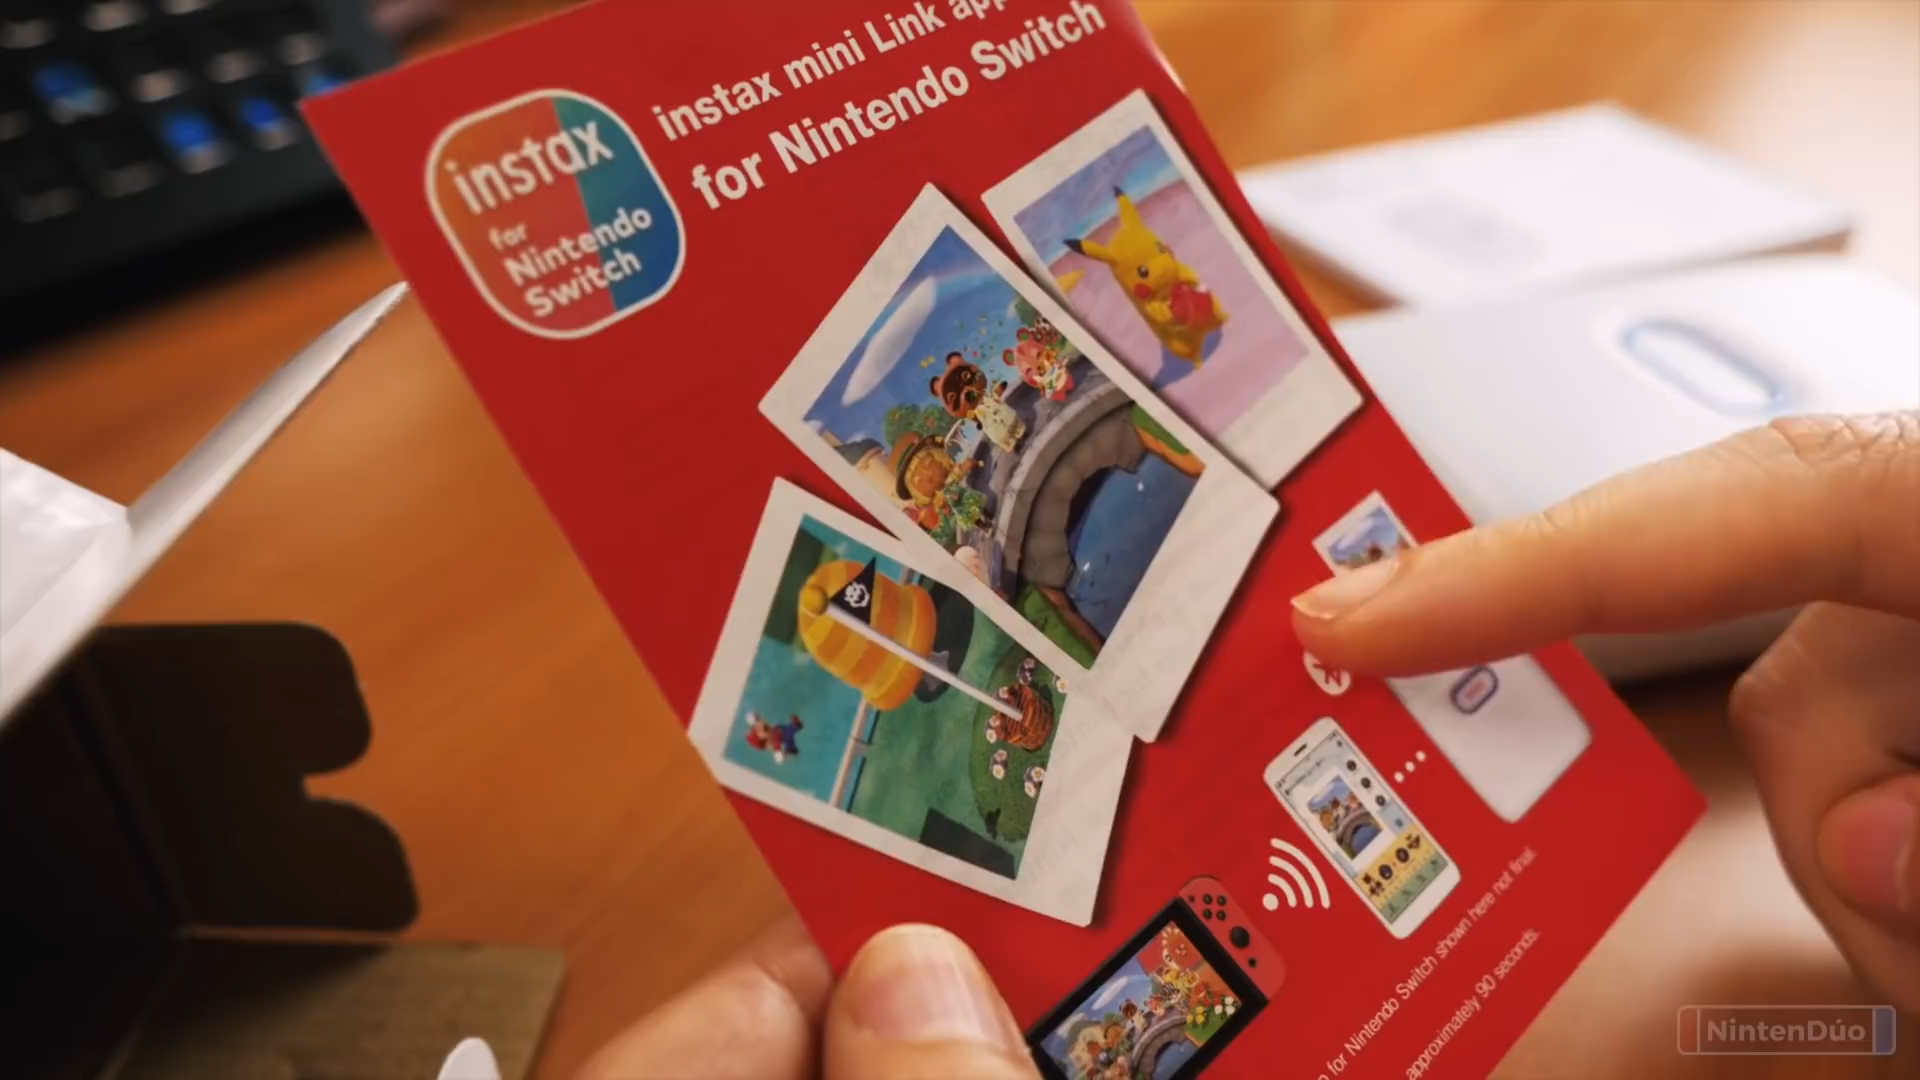 instax mini Link app
for Nintendo Switch
instax
for
Nintendo
Switch
for Nintendo Switch shown here not final.
approximately 90 seconds.
NintenDúo